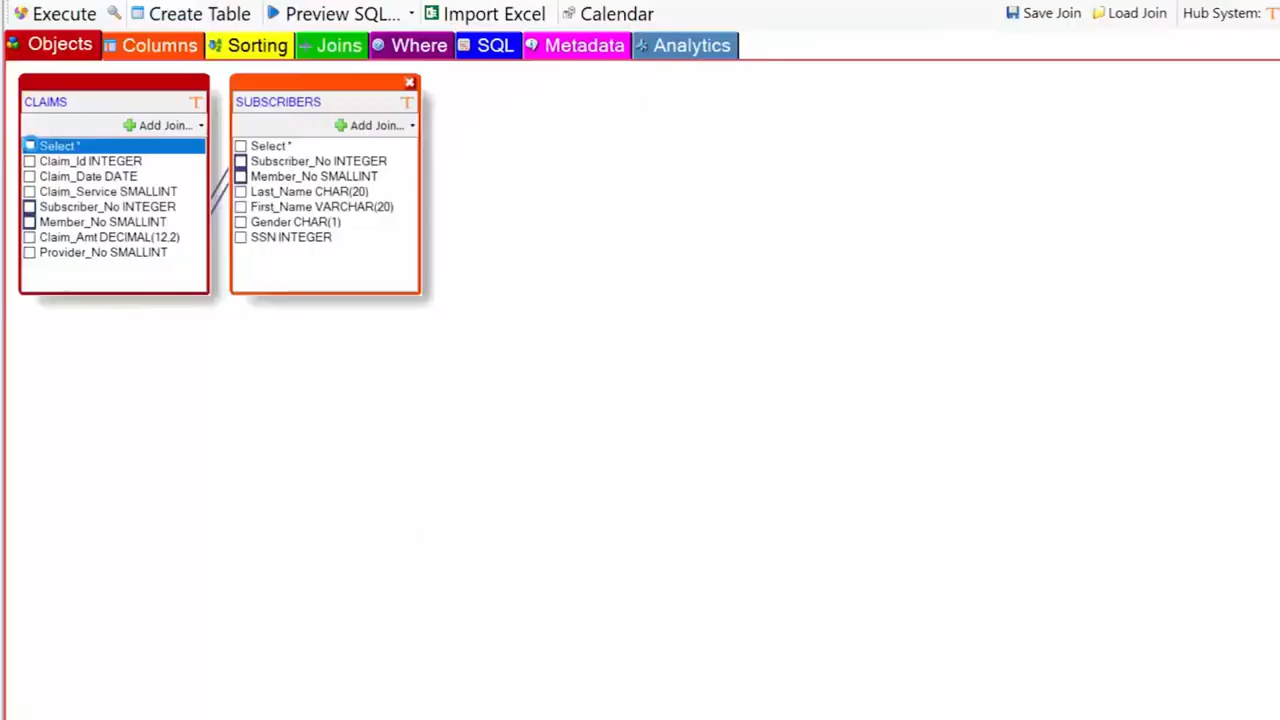 Execute Create Table Preview SQL... Import Excel Calendar Save Join Load Join Hub System:
Objects Columns Sorting Joins Where SQL Metadata Analytics
CLAIMS
Add Join...
Select *
Claim_Id INTEGER
Claim_Date DATE
Claim_Service SMALLINT
Subscriber_No INTEGER
Member_No SMALLINT
Claim_Amt DECIMAL(12,2)
Provider_No SMALLINT
SUBSCRIBERS
Add Join...
Select *
Subscriber_No INTEGER
Member_No SMALLINT
Last_Name CHAR(20)
First_Name VARCHAR(20)
Gender CHAR(1)
SSN INTEGER